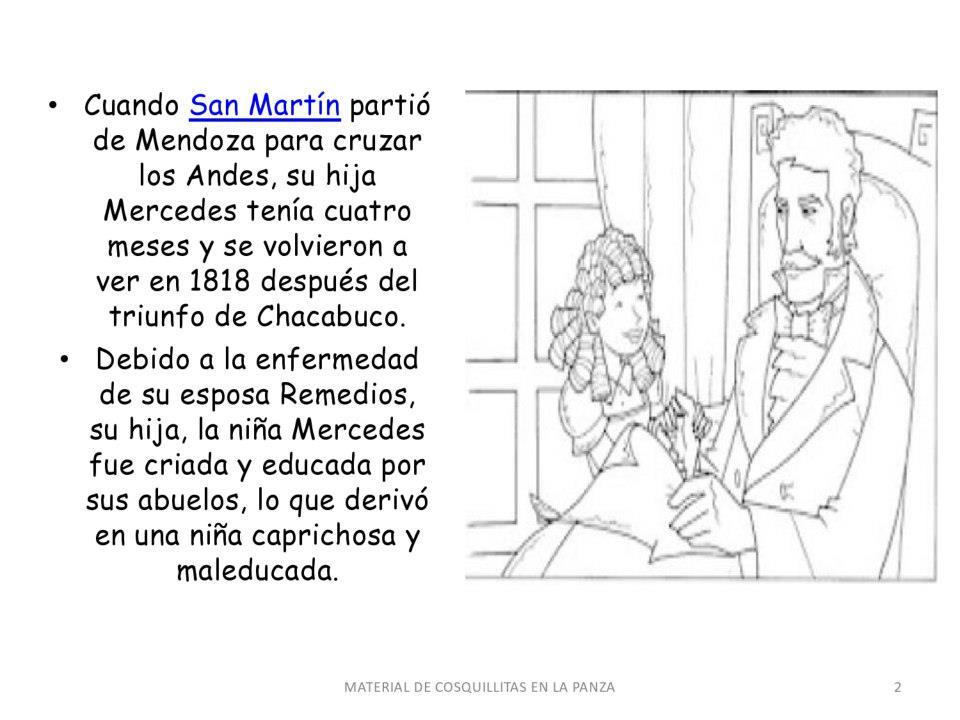 • Cuando San Martín partió
de Mendoza para cruzar
los Andes, su hija
Mercedes tenía cuatro
meses y se volvieron a
ver en 1818 después del
triunfo de Chacabuco.
• Debido a la enfermedad
de su esposa Remedios,
su hija, la niña Mercedes
fue criada y educada por
sus abuelos, lo que derivó
en una niña caprichosa y
maleducada.
MATERIAL DE COSQUILLITAS EN LA PANZA
2